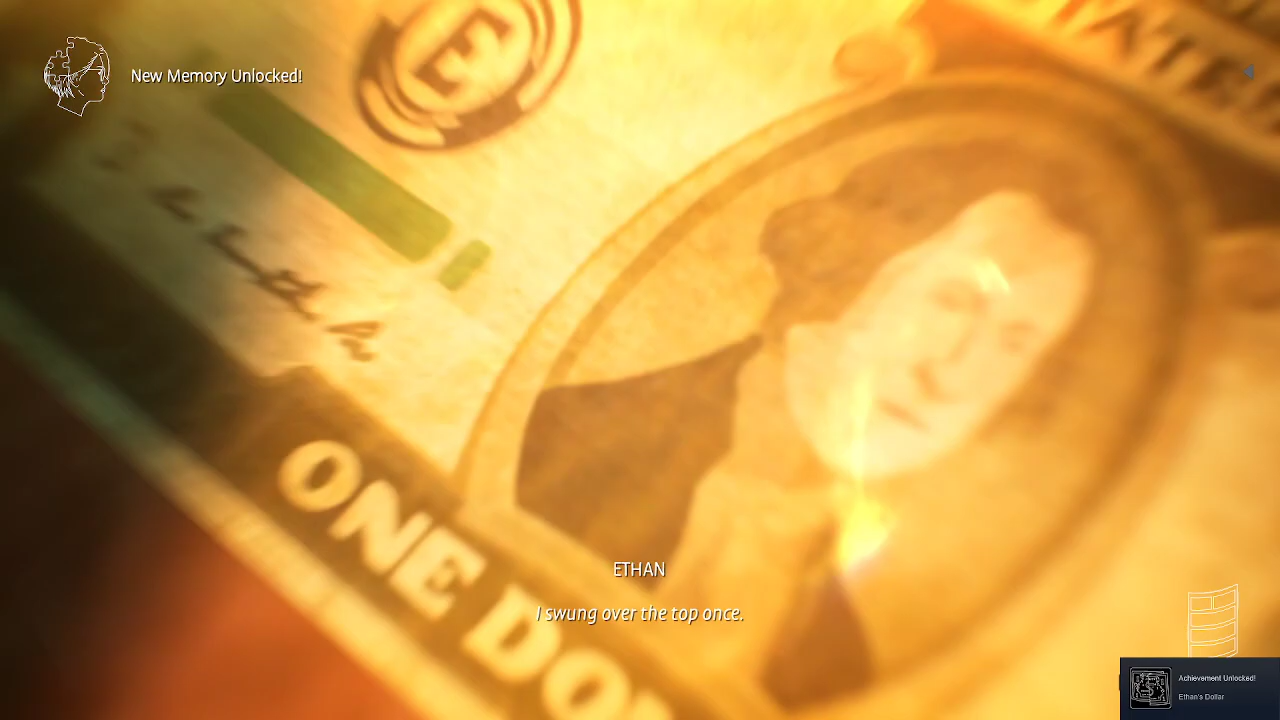 New Memory Unlocked!
E
ONE DO
ETHAN
I swung over the top once.
Achievement Unlocked!
Ethan's Dollar